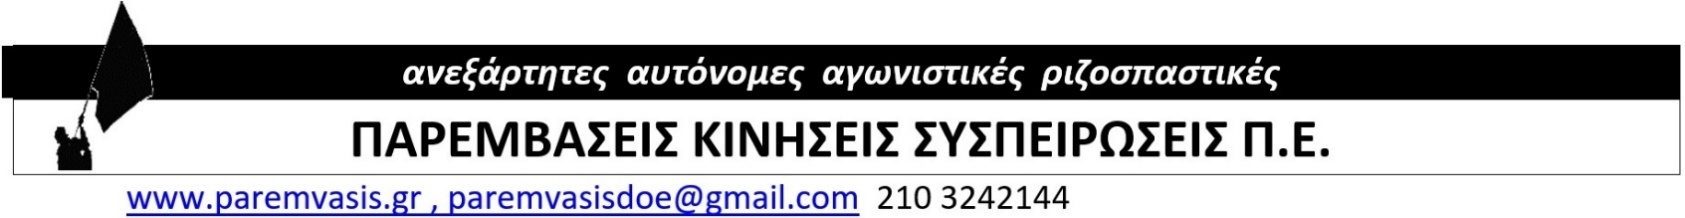 ανεξάρτητες αυτόνομες αγωνιστικές ριζοσπαστικές
ΠΑΡΕΜΒΑΣΕΙΣ ΚΙΝΗΣΕΙΣ ΣΥΣΠΕΙΡΩΣΕΙΣ Π.Ε.
www.paremvasis.gr , paremvasisdoe@gmail.com 210 3242144